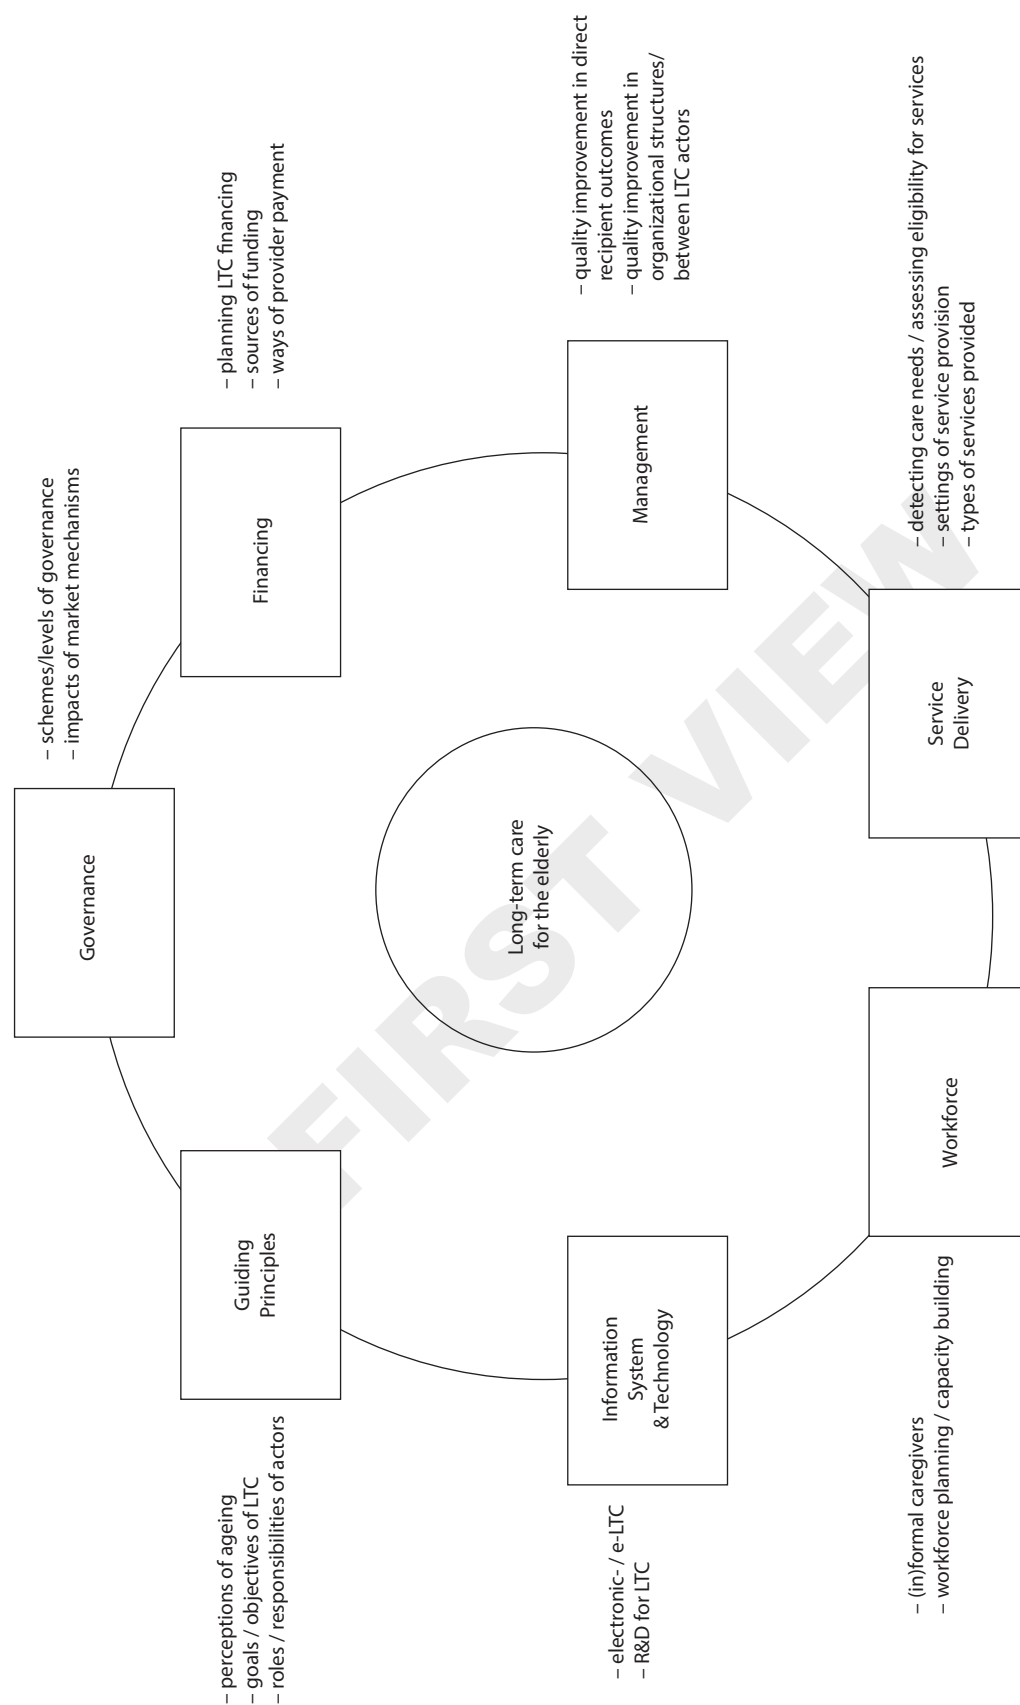 Governance
– schemes/levels of governance
– impacts of market mechanisms
Financing
– planning LTC financing
– sources of funding
– ways of provider payment
Management
– quality improvement in direct
recipient outcomes
– quality improvement in
organizational structures/
between LTC actors
Service
Delivery
– detecting care needs / assessing eligibility for services
– settings of service provision
– types of services provided
Workforce
– (in)formal caregivers
– workforce planning / capacity building
Information
System
& Technology
– electronic- / e-LTC
– R&D for LTC
Guiding
Principles
– perceptions of ageing
– goals / objectives of LTC
– roles / responsibilities of actors
Long-term care
for the elderly
FIRST VIEW